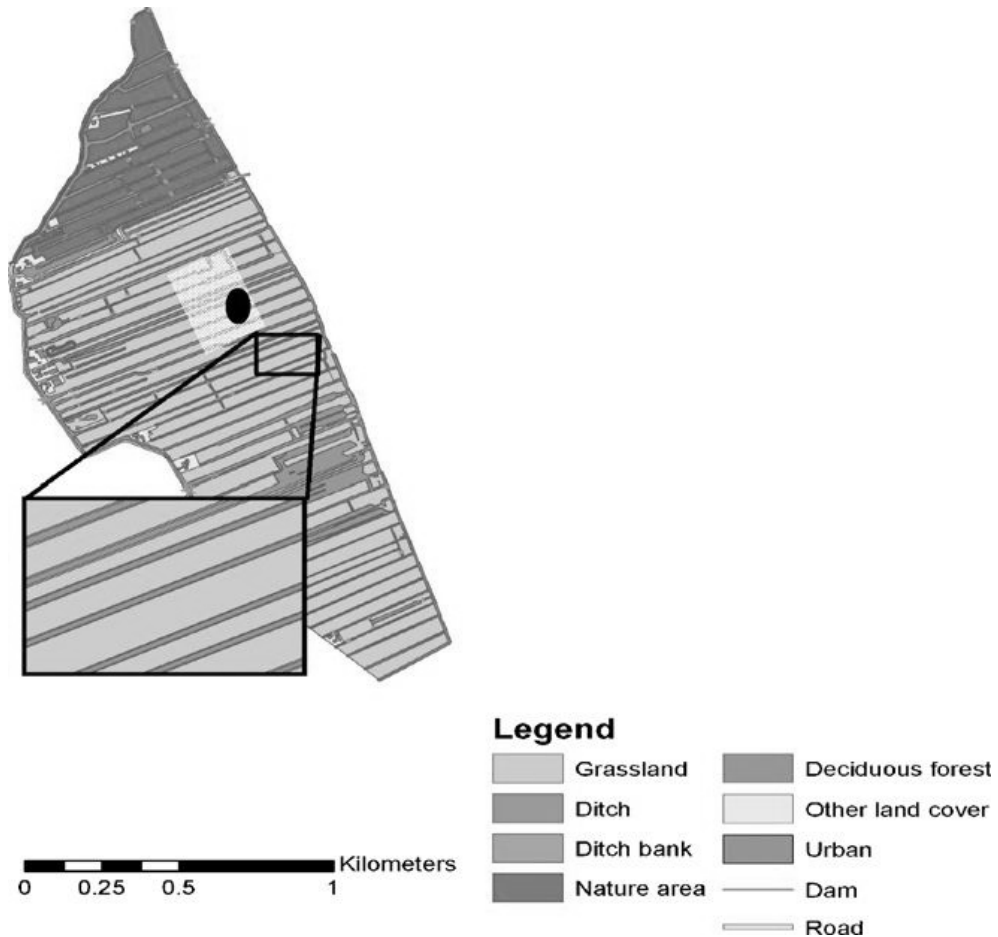 Legend
Grassland
Ditch
Ditch bank
Nature area
Deciduous forest
Other land cover
Urban
Dam
Road
Kilometers
0 0.25 0.5 1